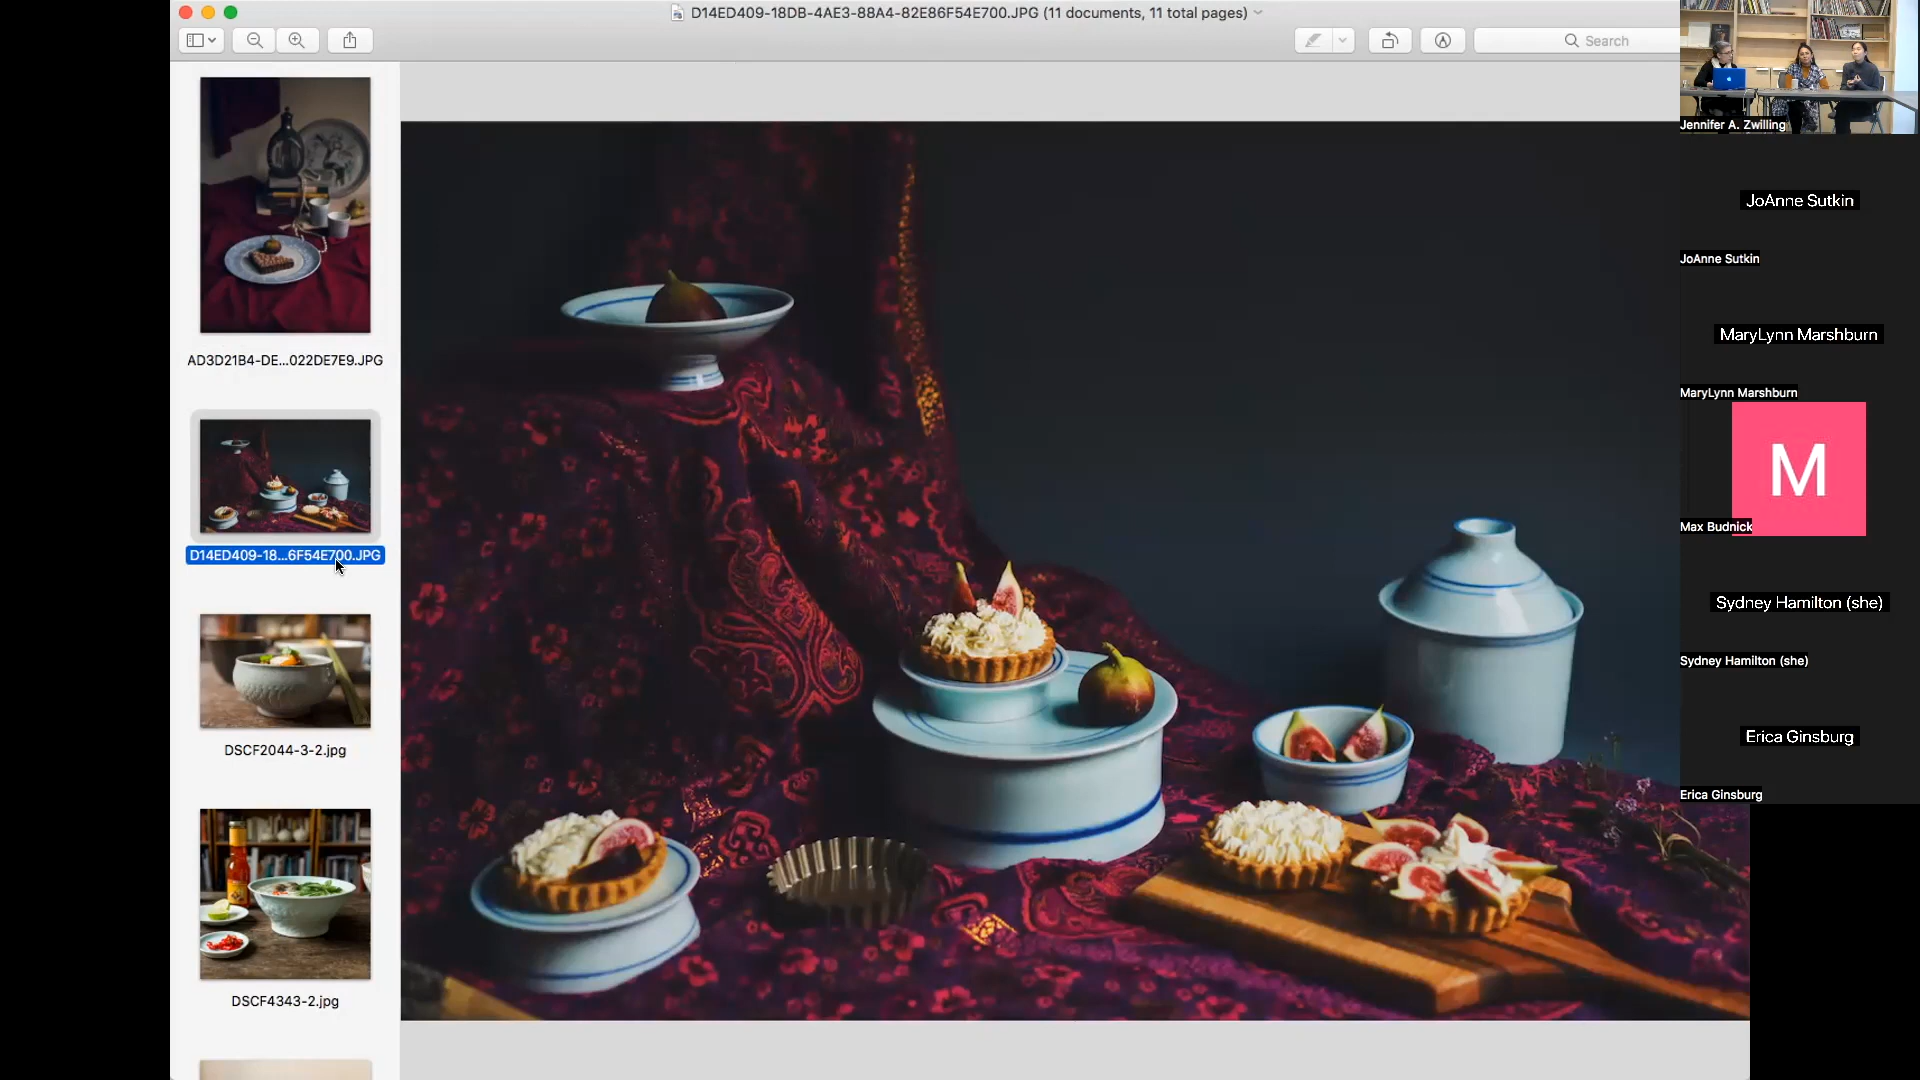 D14ED409-18DB-4AE3-88A4-82E86F54E700.JPG (11 documents, 11 total pages)
Search
AD3D21B4-DE...022DE7E9.JPG
D14ED409-18...6F54E700.JPG
DSCF2044-3-2.jpg
DSCF4343-2.jpg
Jennifer A. Zwilling
JoAnne Sutkin
JoAnne Sutkin
MaryLynn Marshburn
MaryLynn Marshburn
M
Max Budnick
Sydney Hamilton (she)
Sydney Hamilton (she)
Erica Ginsburg
Erica Ginsburg